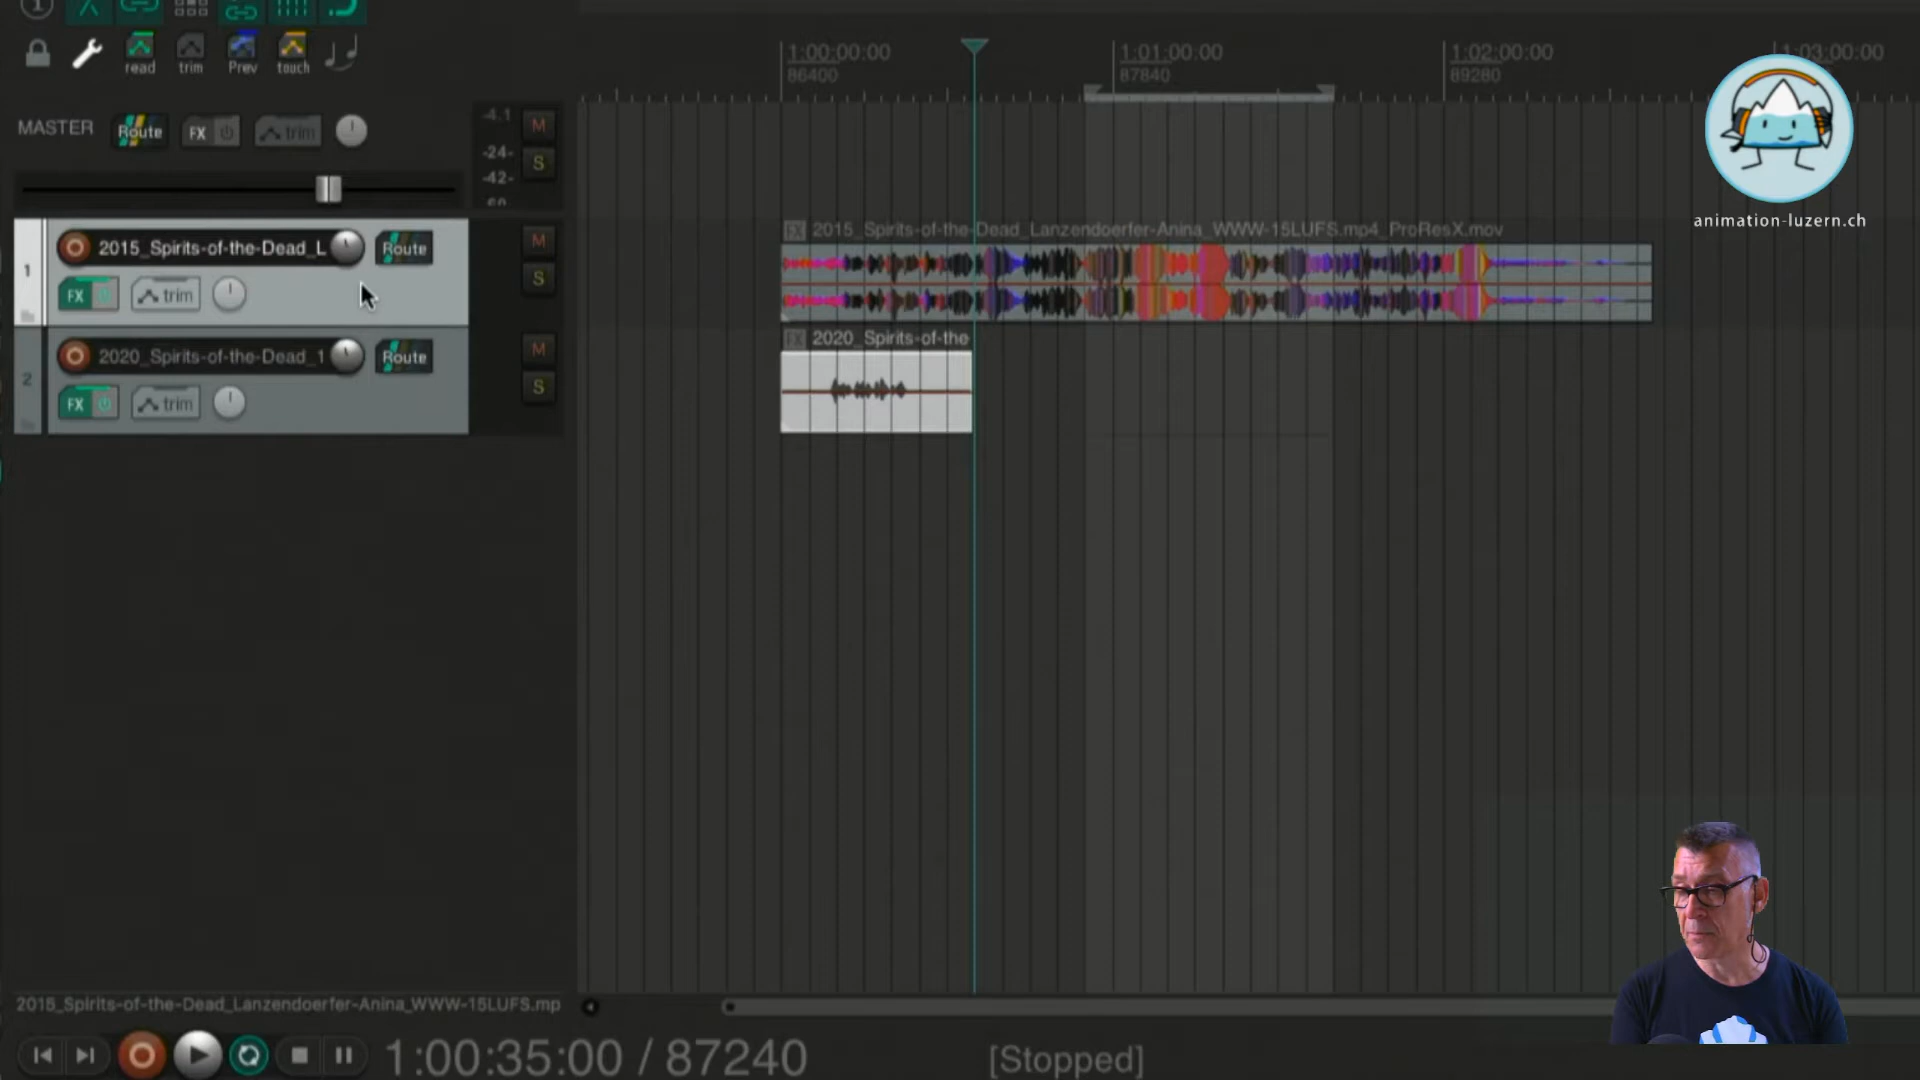 1:00:00:00
86400
1:01:00:00
87840
1:02:00:00
89280
1:03:00:00
read
trim
Prev
touch
MASTER
Route
FX
trim
-4.1
-24-
-42-
M
S
animation-luzern.ch
1
2015_Spirits-of-the-Dead_L
Route
FX
trim
M
S
FX
2015_Spirits-of-the-Dead_Lanzendoerfer-Anina_WWW-15LUFS.mp4_ProResX.mov
2
2020_Spirits-of-the-Dead_1
Route
FX
trim
M
S
FX
2020_Spirits-of-the
2015_Spirits-of-the-Dead_Lanzendoerfer-Anina_WWW-15LUFS.mp
1:00:35:00 / 87240
[Stopped]